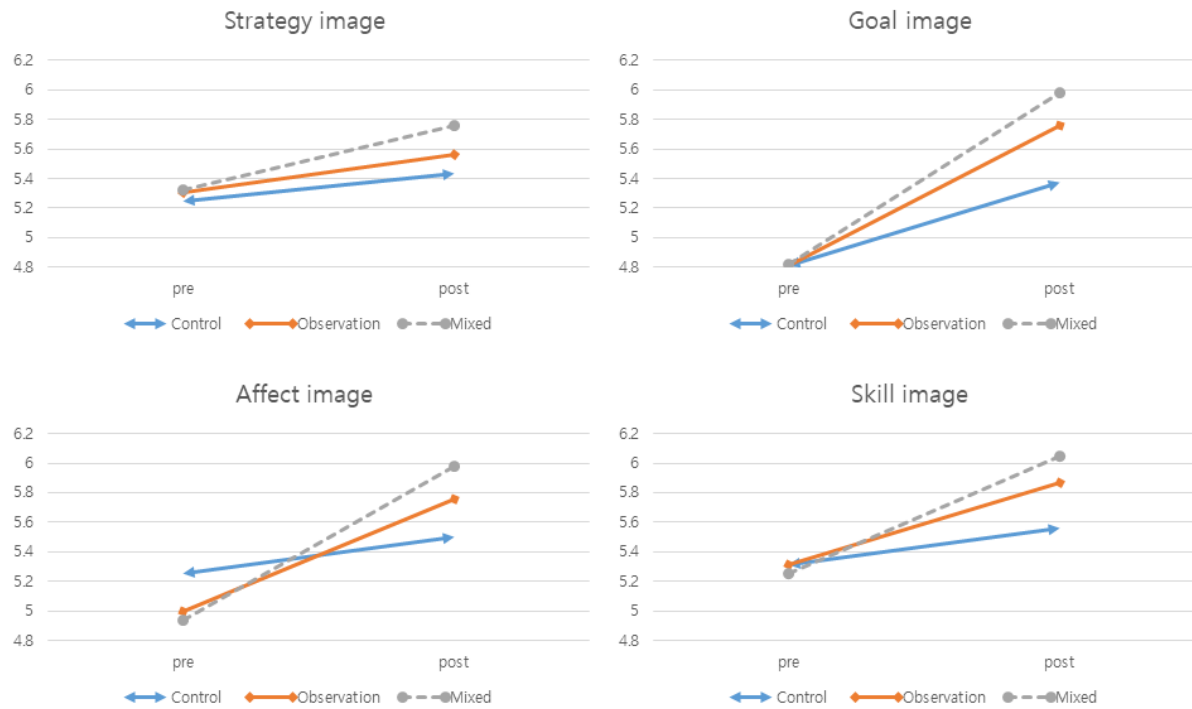 Strategy image
6.2
6
5.8
5.6
5.4
5.2
5
4.8
pre post
Control Observation Mixed
Goal image
6.2
6
5.8
5.6
5.4
5.2
5
4.8
pre post
Control Observation Mixed
Affect image
6.2
6
5.8
5.6
5.4
5.2
5
4.8
pre post
Control Observation Mixed
Skill image
6.2
6
5.8
5.6
5.4
5.2
5
4.8
pre post
Control Observation Mixed